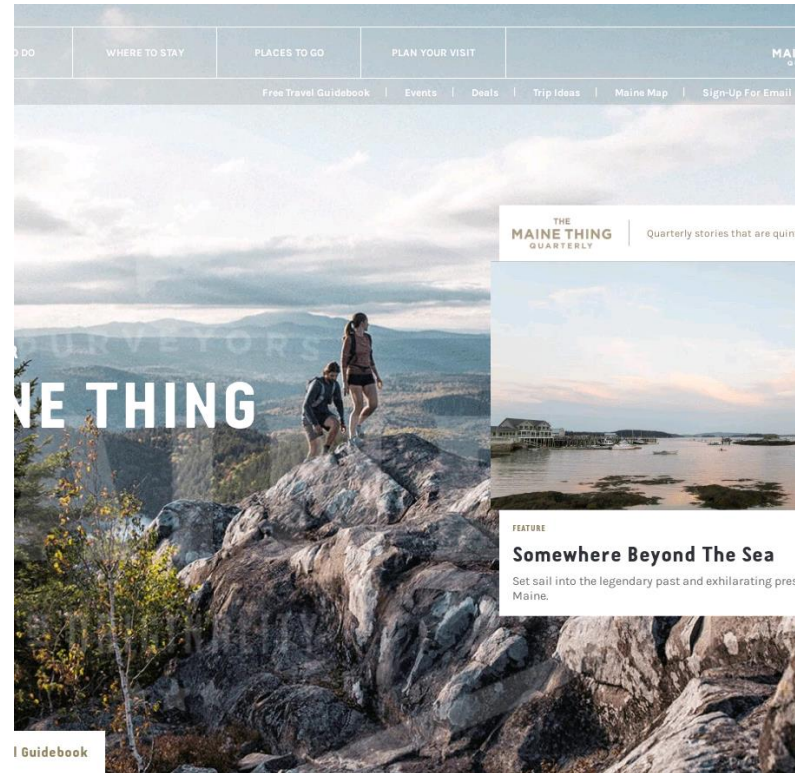 O DO
WHERE TO STAY
PLACES TO GO
PLAN YOUR VISIT
MAI
Free Travel Guidebook | Events | Deals | Trip Ideas | Maine Map | Sign-Up For Email
THE
MAINE THING
QUARTERLY
Quarterly stories that are quin
URVEYORS
NE THING
FEATURE
Somewhere Beyond The Sea
Set sail into the legendary past and exhilarating pres
Maine.
ORIGINALITY
l Guidebook